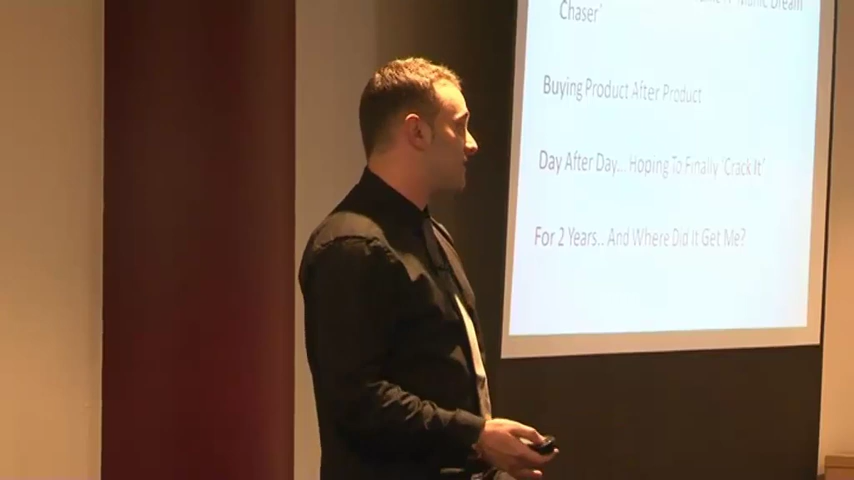 Dream
Chaser'
Buying Product After Product
Day After Day... Hoping To Finally 'Crack It'
For 2 Years.. And Where Did It Get Me?